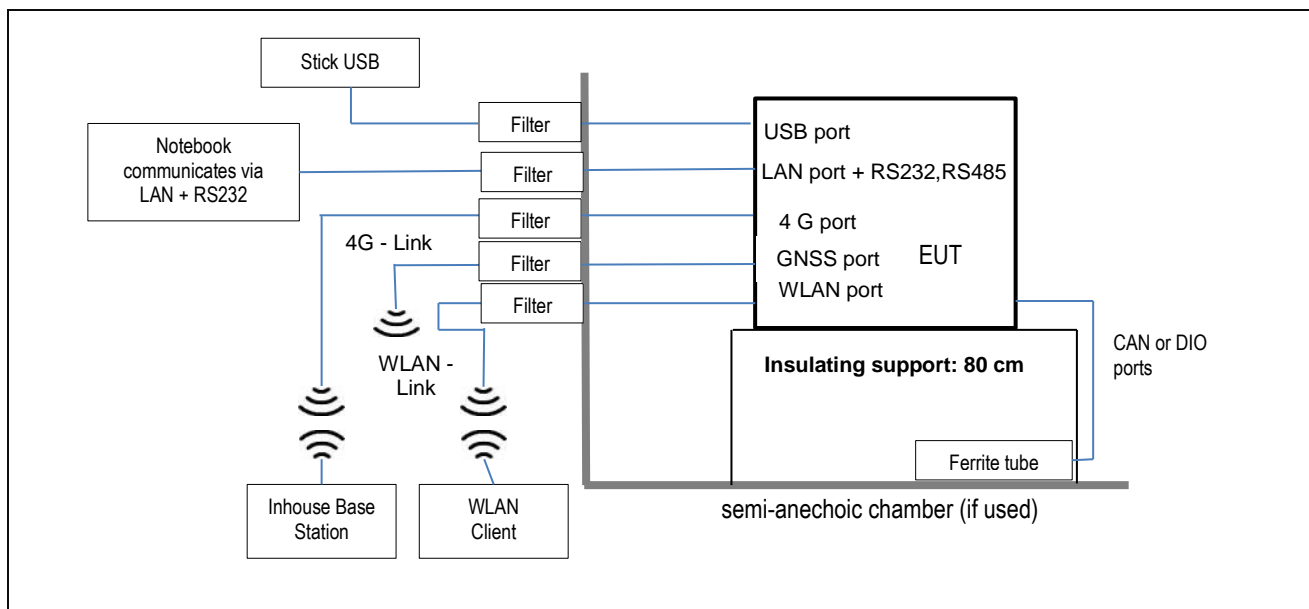 Stick USB
Notebook
communicates via
LAN + RS232
Filter
Filter
Filter
Filter
Filter
4G - Link
WLAN -
Link
Inhouse Base
Station
WLAN
Client
USB port
LAN port + RS232,RS485
4 G port
GNSS port
EUT
WLAN port
Insulating support: 80 cm
CAN or DIO
ports
Ferrite tube
semi-anechoic chamber (if used)